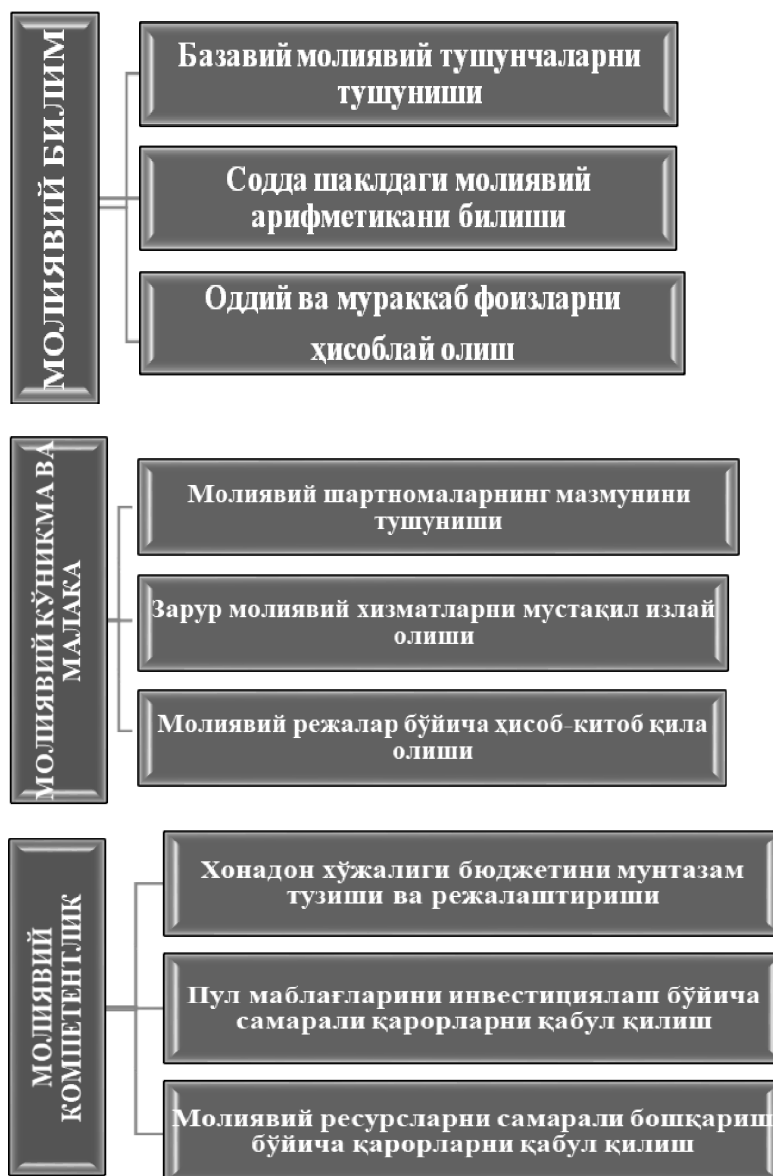 МОЛИЯВИЙ БИЛИМ
Базавий молиявий тушунчаларни
тушуниши
Содда шаклдаги молиявий
арифметикани билиши
Оддий ва мураккаб фоизларни
ҳисоблай олиш
МОЛИЯВИЙ КЎНИКМА ВА
МАЛАКА
Молиявий шартномаларнинг мазмунини
тушуниши
Зарур молиявий хизматларни мустақил излай
олиши
Молиявий режалар бўйича ҳисоб-китоб қила
олиши
МОЛИЯВИЙ
КОМПЕТЕНТЛИК
Хонадон хўжалиги бюджетини мунтазам
тузиши ва режалаштириши
Пул маблағларини инвестициялаш бўйича
самарали қарорларни қабул қилиш
Молиявий ресурсларни самарали бошқариш
бўйича қарорларни қабул қилиш